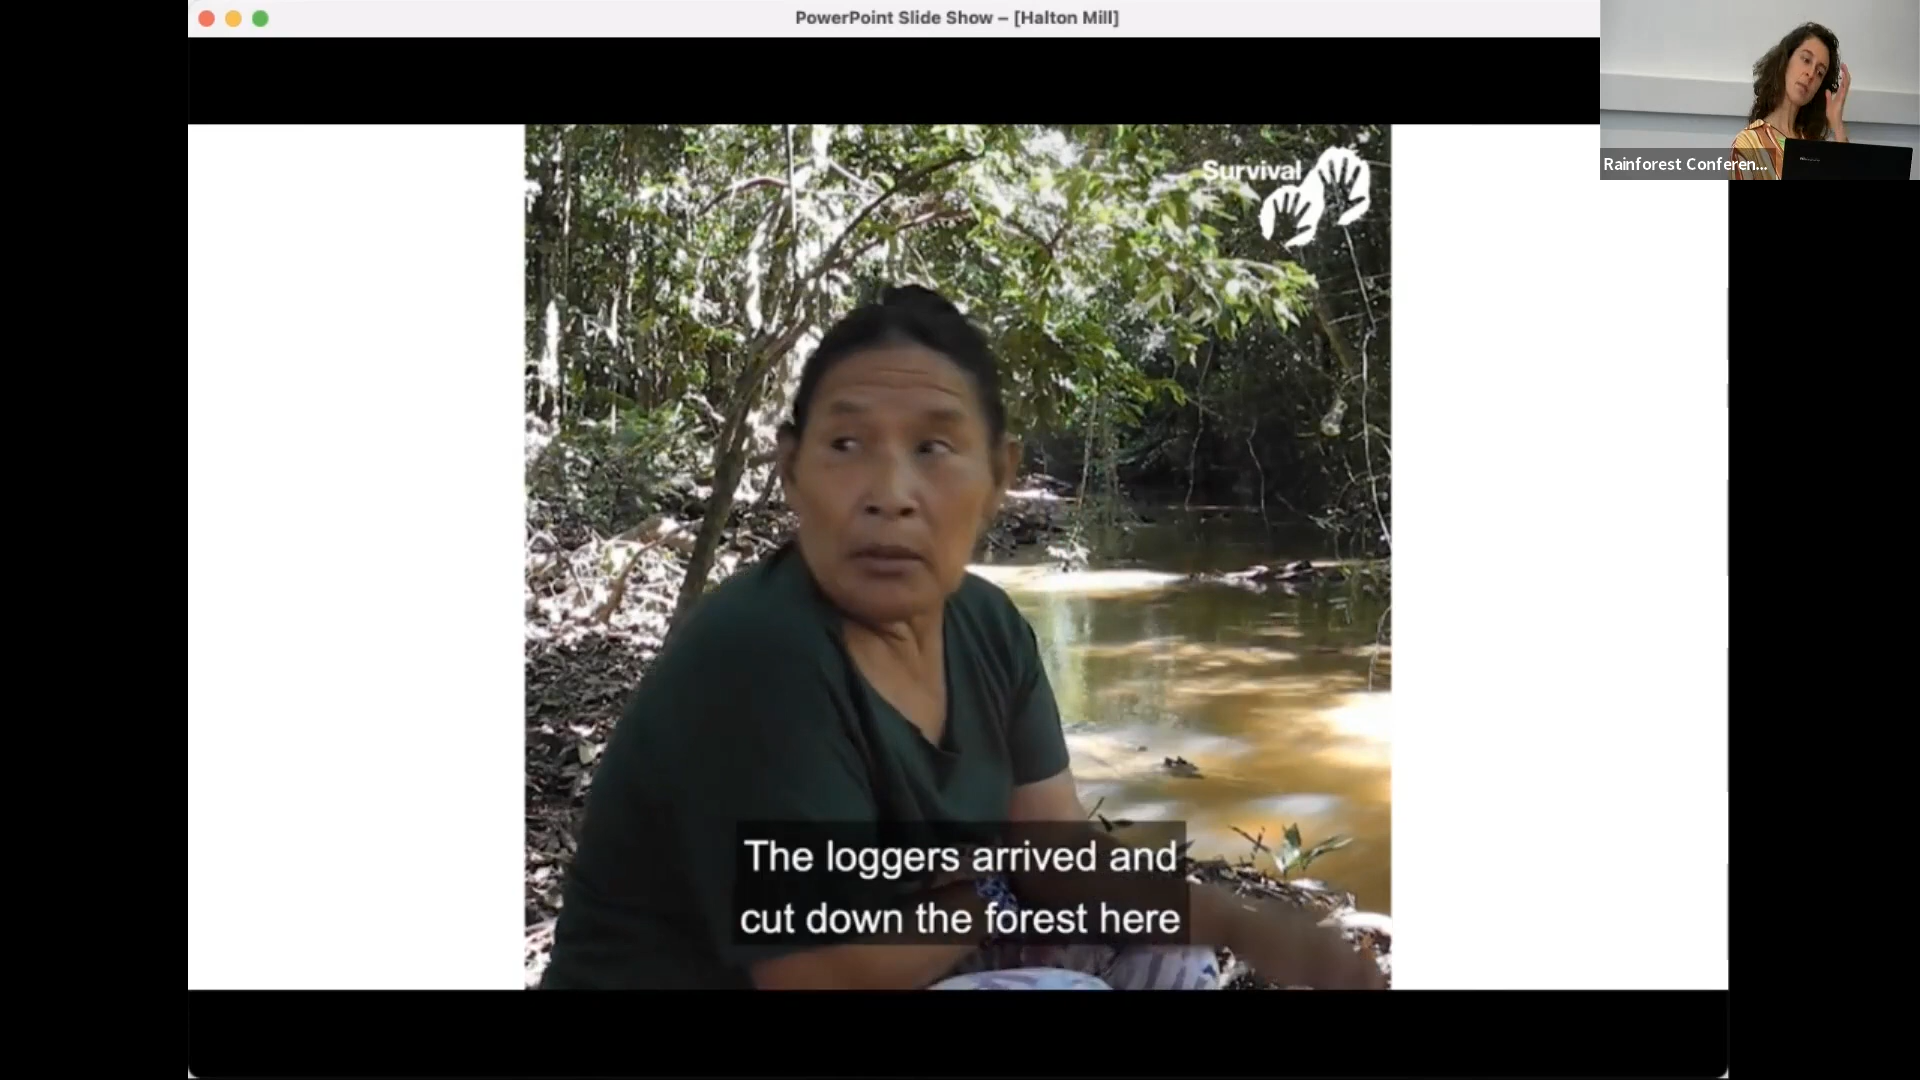 PowerPoint Slide Show – [Halton Mill]
Rainforest Conferen...
Survival
The loggers arrived and
cut down the forest here